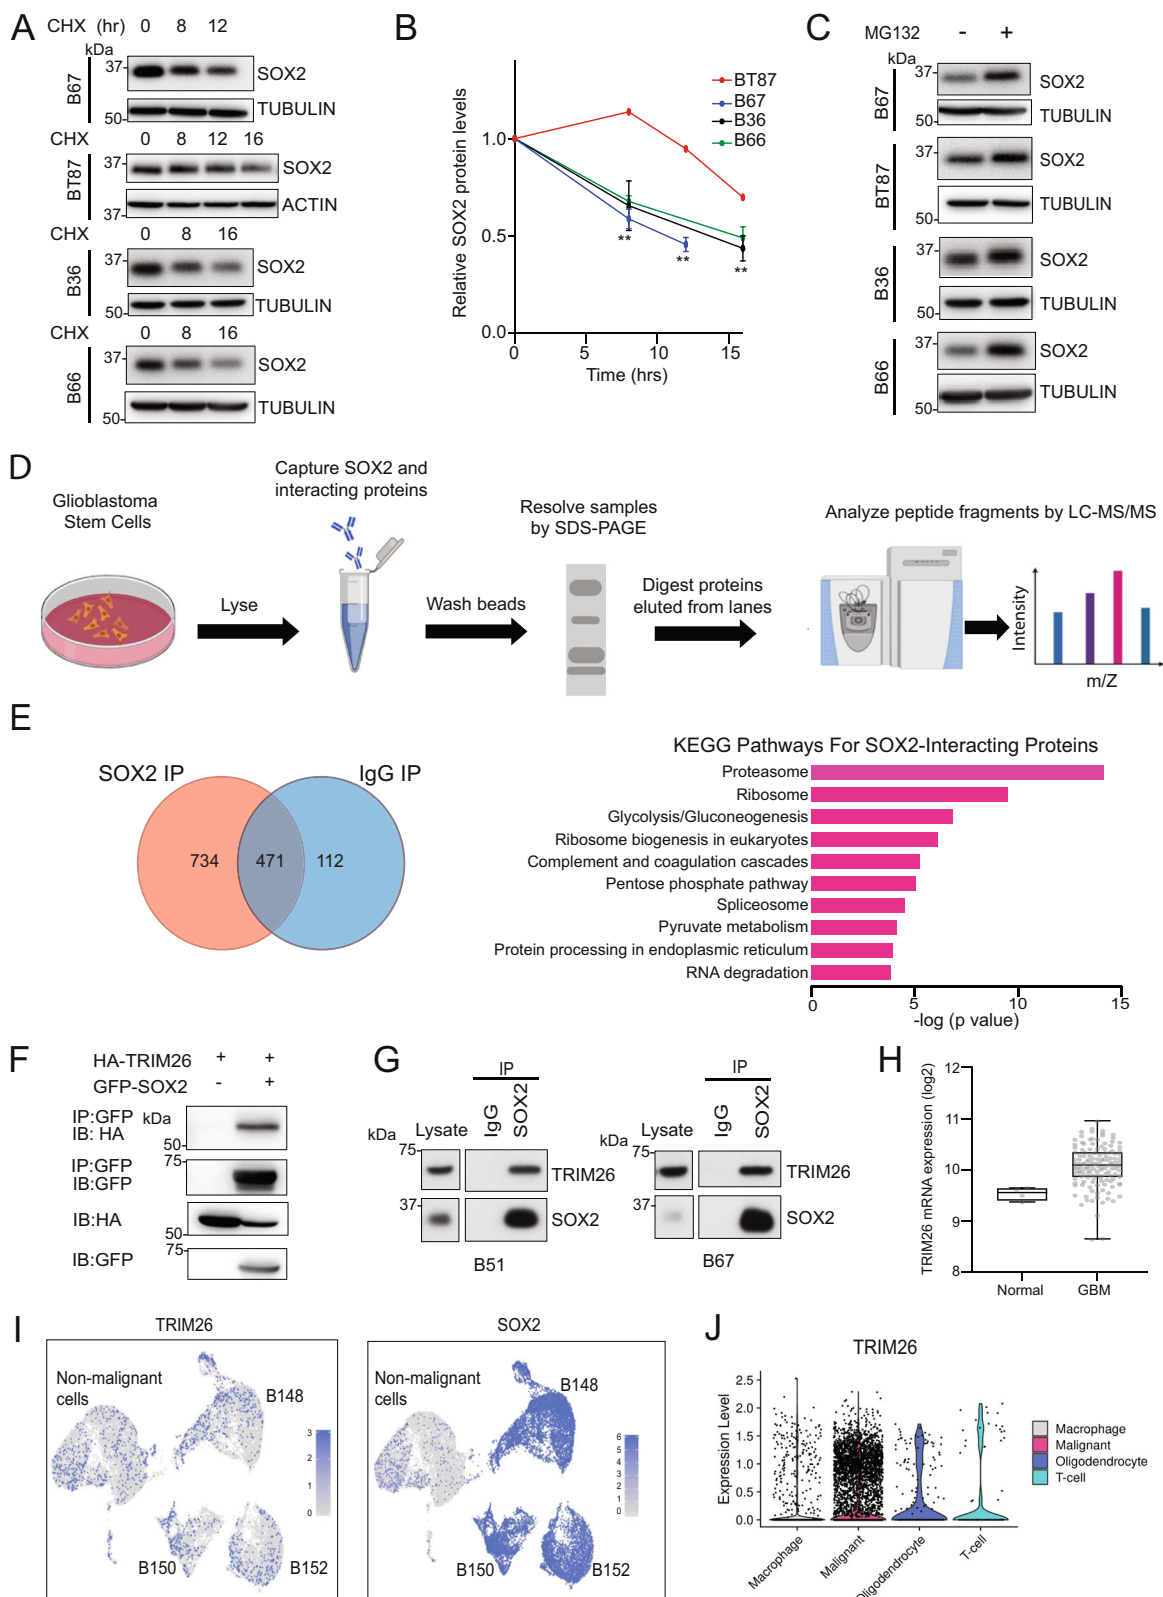 A
CHX (hr) 0 8 12
kDa
B67
37
SOX2
50
TUBULIN
CHX 0 8 12 16
BT87
37
SOX2
37
ACTIN
CHX 0 8 16
B36
37
SOX2
50
TUBULIN
CHX 0 8 16
B66
37
SOX2
50
TUBULIN
B
Relative SOX2 protein levels
1.0
0.5
0.0
0 5 10 15
Time (hrs)
BT87
B67
B36
B66
**
**
**
C
MG132 - +
kDa
B67
37
SOX2
50
TUBULIN
BT87
37
SOX2
50
TUBULIN
B36
37
SOX2
50
TUBULIN
B66
37
SOX2
50
TUBULIN
D
Glioblastoma
Stem Cells
Lyse
Capture SOX2 and
interacting proteins
Wash beads
Resolve samples
by SDS-PAGE
Digest proteins
eluted from lanes
Analyze peptide fragments by LC-MS/MS
Intensity
m/Z
E
SOX2 IP
IgG IP
734 471 112
KEGG Pathways For SOX2-Interacting Proteins
Proteasome
Ribosome
Glycolysis/Gluconeogenesis
Ribosome biogenesis in eukaryotes
Complement and coagulation cascades
Pentose phosphate pathway
Spliceosome
Pyruvate metabolism
Protein processing in endoplasmic reticulum
RNA degradation
0 5 10 15
-log (p value)
F
HA-TRIM26 + +
GFP-SOX2 - +
IP:GFP kDa
IB: HA
50
IP:GFP 75
IB:GFP
IB:HA
50
75
IB:GFP
G
IP
kDa Lysate IgG SOX2
75
TRIM26
37
SOX2
B51
IP
kDa Lysate IgG SOX2
75
TRIM26
37
SOX2
B67
H
TRIM26 mRNA expression (log2)
12
11
10
9
8
Normal GBM
I
TRIM26
Non-malignant
cells
B148
B150
B152
3
2
1
0
SOX2
Non-malignant
cells
B148
B150
B152
6
5
4
3
2
1
0
J
TRIM26
Expression Level
2.5
2.0
1.5
1.0
0.5
0.0
Macrophage
Malignant
Oligodendrocyte
T-cell
Macrophage
Malignant
Oligodendrocyte
T-cell